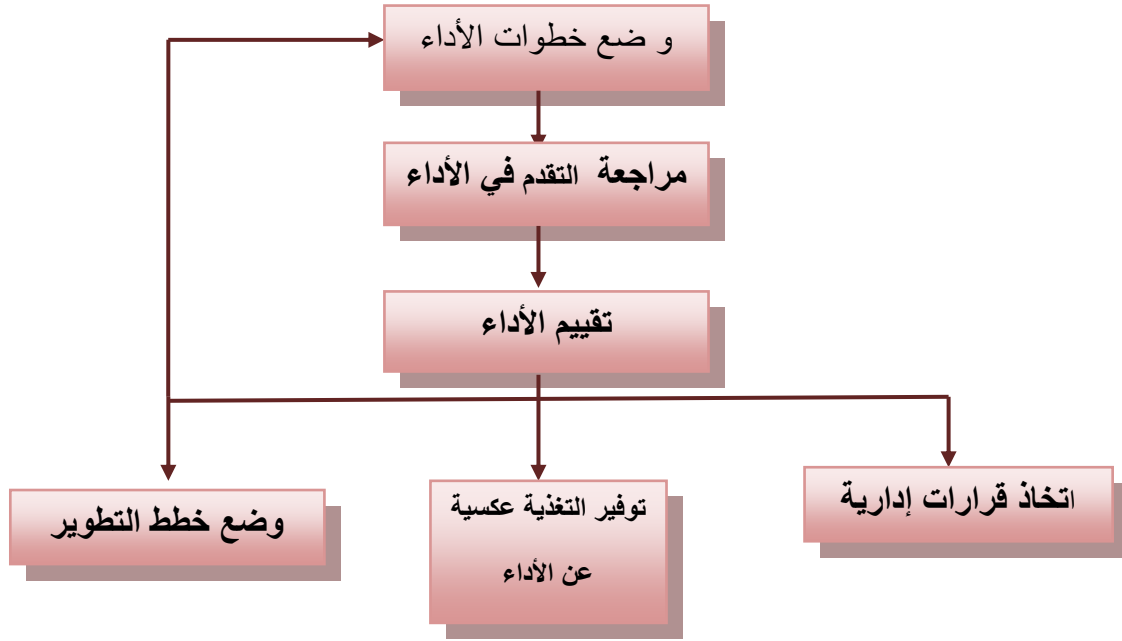 و ضع خطوات الأداء
مراجعة التقدم في الأداء
تقييم الأداء
اتخاذ قرارات إدارية
توفير التغذية عكسية
عن الأداء
وضع خطط التطوير